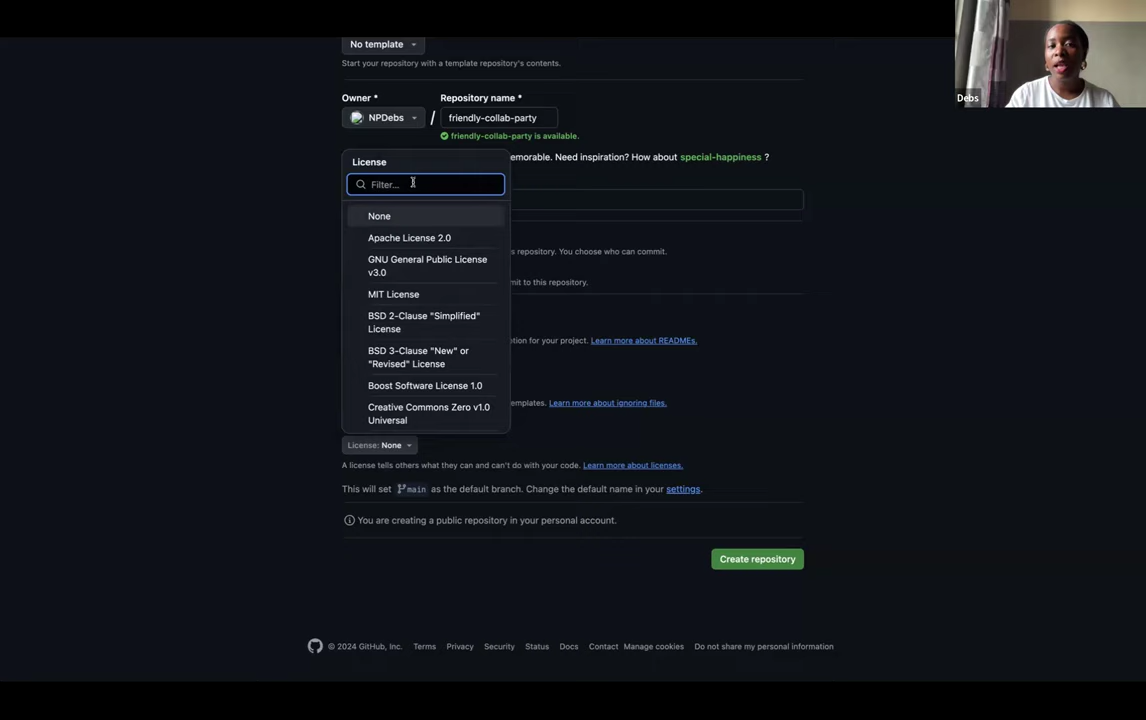 No template
Start your repository with a template repository's contents.
Owner * Repository name *
NPDebs / friendly-collab-party
friendly-collab-party is available.
License
emorable. Need inspiration? How about special-happiness ?
Filter...
None
Apache License 2.0
s repository. You choose who can commit.
GNU General Public License
v3.0
mit to this repository.
MIT License
BSD 2-Clause "Simplified"
License
tion for your project. Learn more about READMEs.
BSD 3-Clause "New" or
"Revised" License
Boost Software License 1.0
emplates. Learn more about ignoring files.
Creative Commons Zero v1.0
Universal
License: None
A license tells others what they can and can't do with your code. Learn more about licenses.
This will set main as the default branch. Change the default name in your settings.
You are creating a public repository in your personal account.
Create repository
© 2024 GitHub, Inc. Terms Privacy Security Status Docs Contact Manage cookies Do not share my personal information
Debs